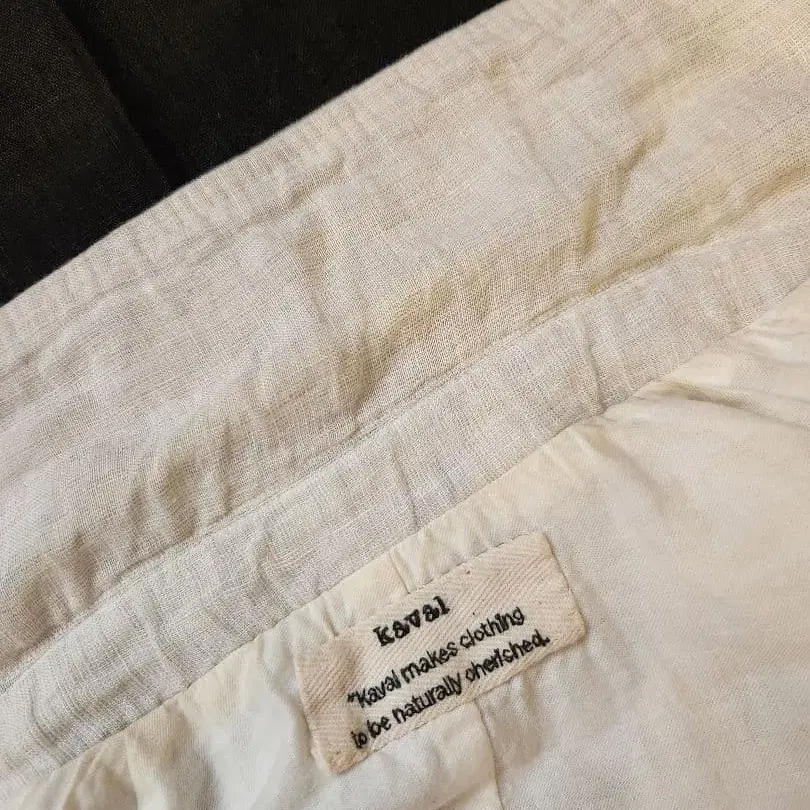 kaval
"Kaval makes clothing
to be naturally cherished.